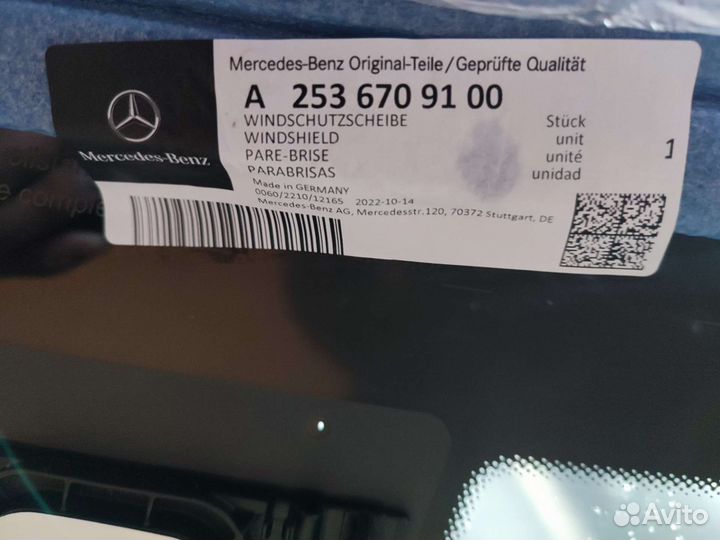 Mercedes-Benz Original-Teile/Geprüfte Qualität
A 253 670 91 00
WINDSCHUTZSCHEIBE Stück
WINDSHIELD unit
PARE-BRISE unité 1
PARABRISAS unidad
Mercedes-Benz
Made in GERMANY
0060/2210/12165 2022-10-14
Mercedes-Benz AG, Mercedesstr.120, 70372 Stuttgart, DE
Avito